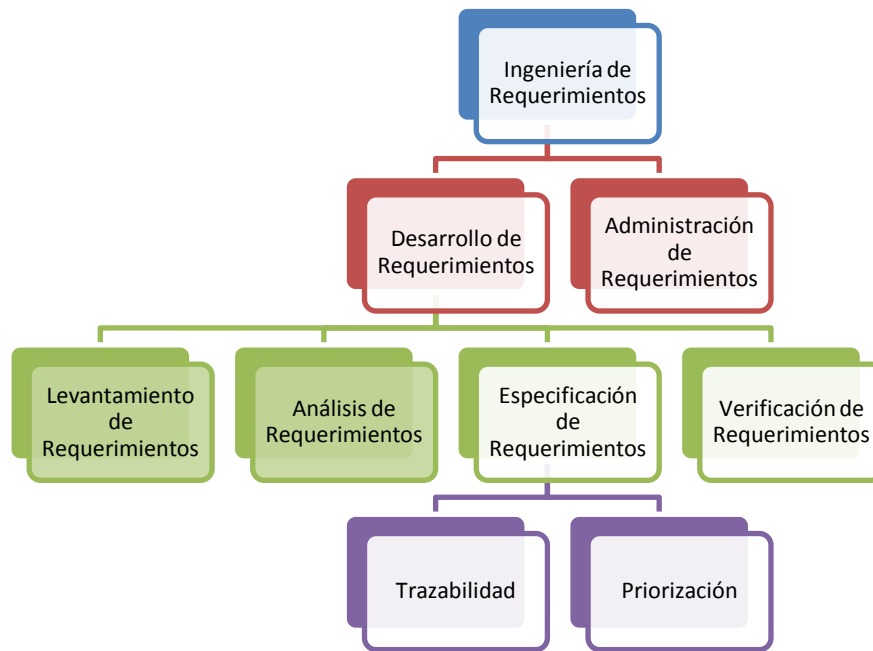 Ingeniería de
Requerimientos
Desarrollo de
Requerimientos
Administración
de
Requerimientos
Levantamiento
de
Requerimientos
Análisis de
Requerimientos
Especificación
de
Requerimientos
Verificación de
Requerimientos
Trazabilidad
Priorización